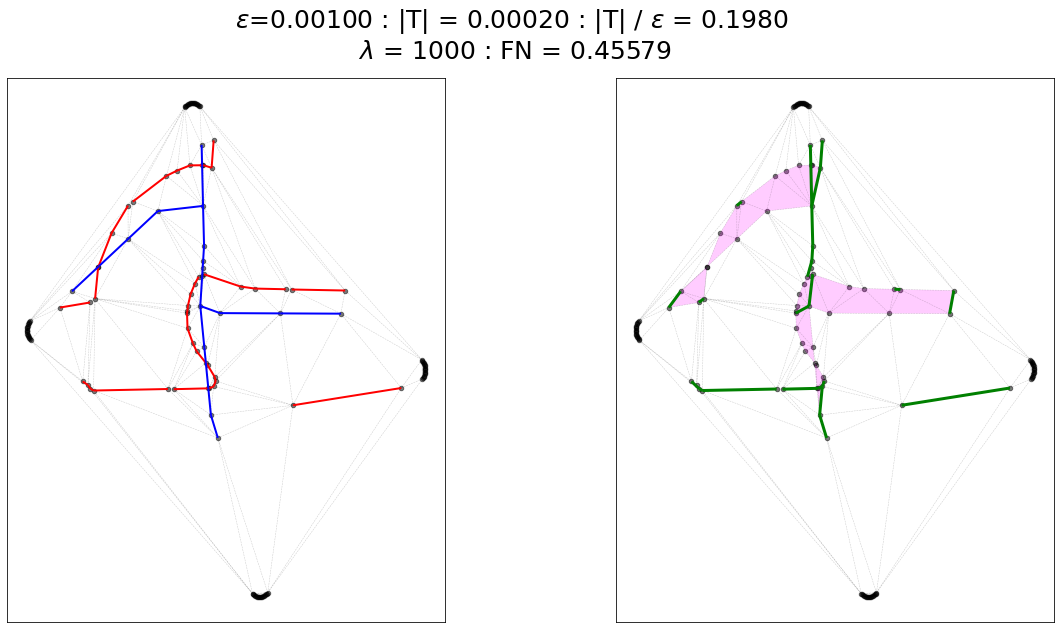 ε=0.00100 : |T| = 0.00020 : |T| / ε = 0.1980
λ = 1000 : FN = 0.45579